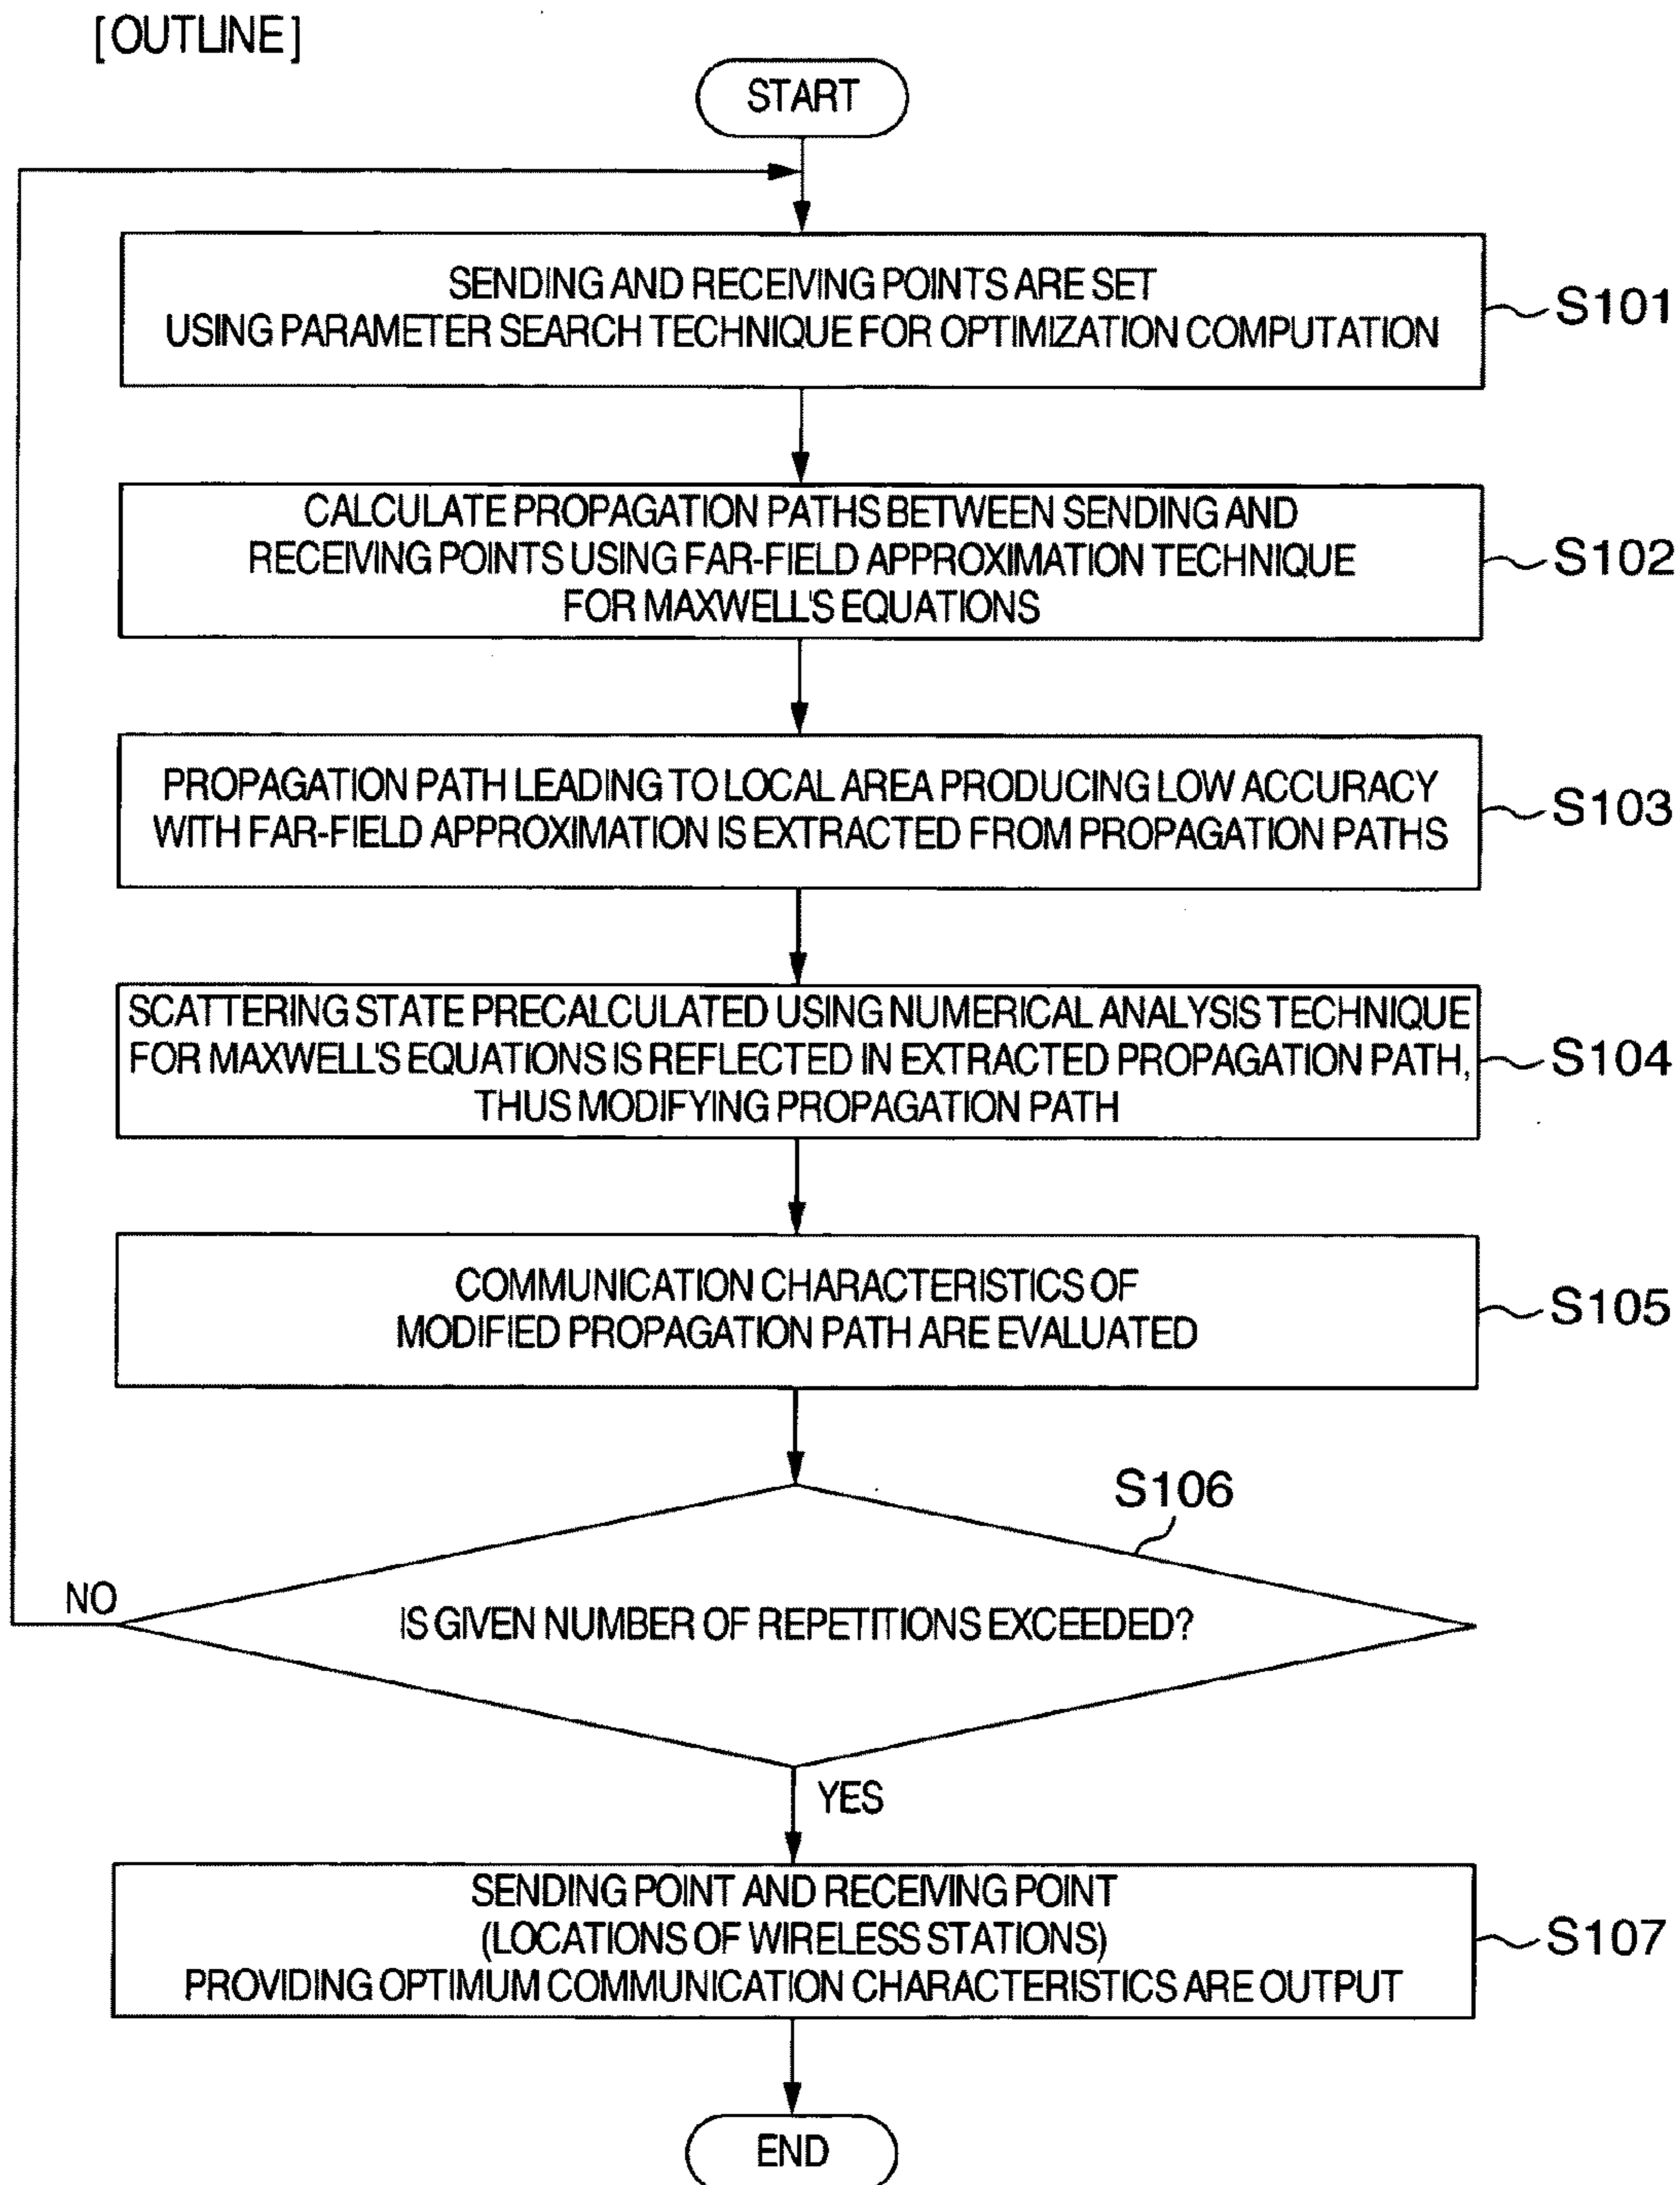 [OUTLINE]
START
SENDING AND RECEIVING POINTS ARE SET
USING PARAMETER SEARCH TECHNIQUE FOR OPTIMIZATION COMPUTATION
S101
CALCULATE PROPAGATION PATHS BETWEEN SENDING AND
RECEIVING POINTS USING FAR-FIELD APPROXIMATION TECHNIQUE
FOR MAXWELL'S EQUATIONS
S102
PROPAGATION PATH LEADING TO LOCAL AREA PRODUCING LOW ACCURACY
WITH FAR-FIELD APPROXIMATION IS EXTRACTED FROM PROPAGATION PATHS
S103
SCATTERING STATE PRECALCULATED USING NUMERICAL ANALYSIS TECHNIQUE
FOR MAXWELL'S EQUATIONS IS REFLECTED IN EXTRACTED PROPAGATION PATH,
THUS MODIFYING PROPAGATION PATH
S104
COMMUNICATION CHARACTERISTICS OF
MODIFIED PROPAGATION PATH ARE EVALUATED
S105
S106
NO
IS GIVEN NUMBER OF REPETITIONS EXCEEDED?
YES
SENDING POINT AND RECEIVING POINT
(LOCATIONS OF WIRELESS STATIONS)
PROVIDING OPTIMUM COMMUNICATION CHARACTERISTICS ARE OUTPUT
S107
END